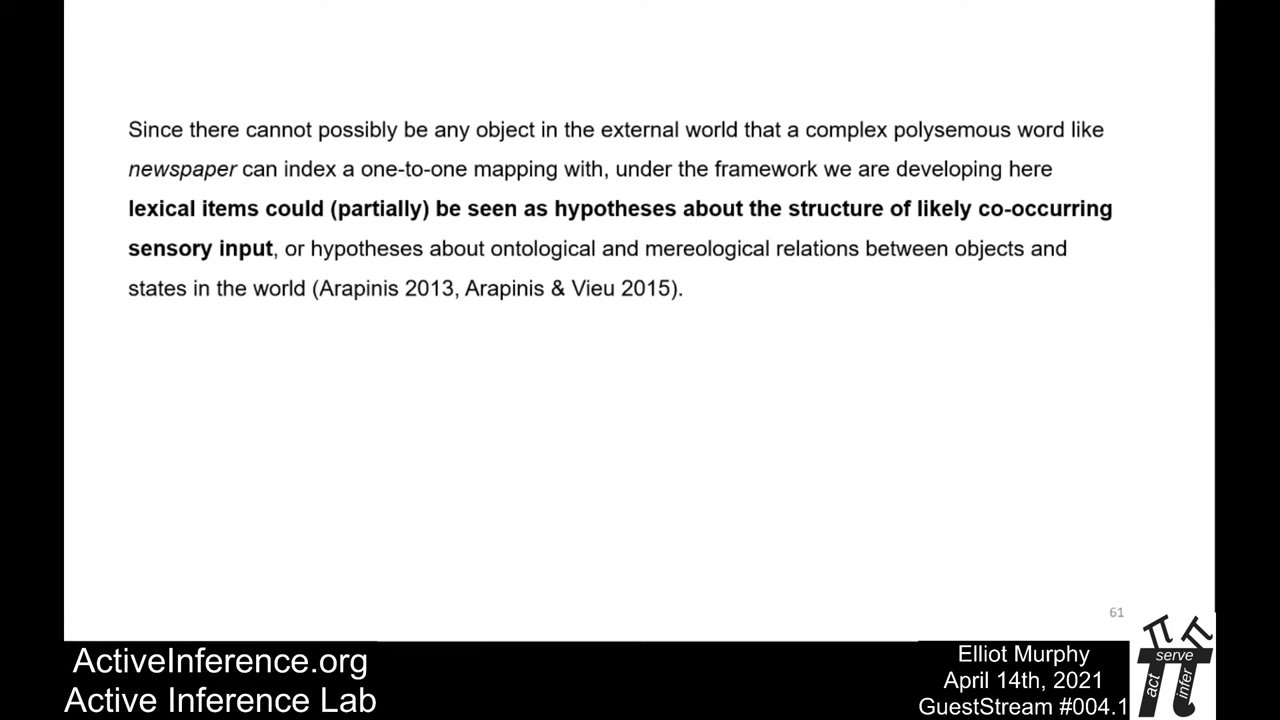 Since there cannot possibly be any object in the external world that a complex polysemous word like
newspaper can index a one-to-one mapping with, under the framework we are developing here
lexical items could (partially) be seen as hypotheses about the structure of likely co-occurring
sensory input, or hypotheses about ontological and mereological relations between objects and
states in the world (Arapinis 2013, Arapinis & Vieu 2015).
61
ActiveInference.org
Active Inference Lab
Elliot Murphy
April 14th, 2021
GuestStream #004.1
serve
act
infer